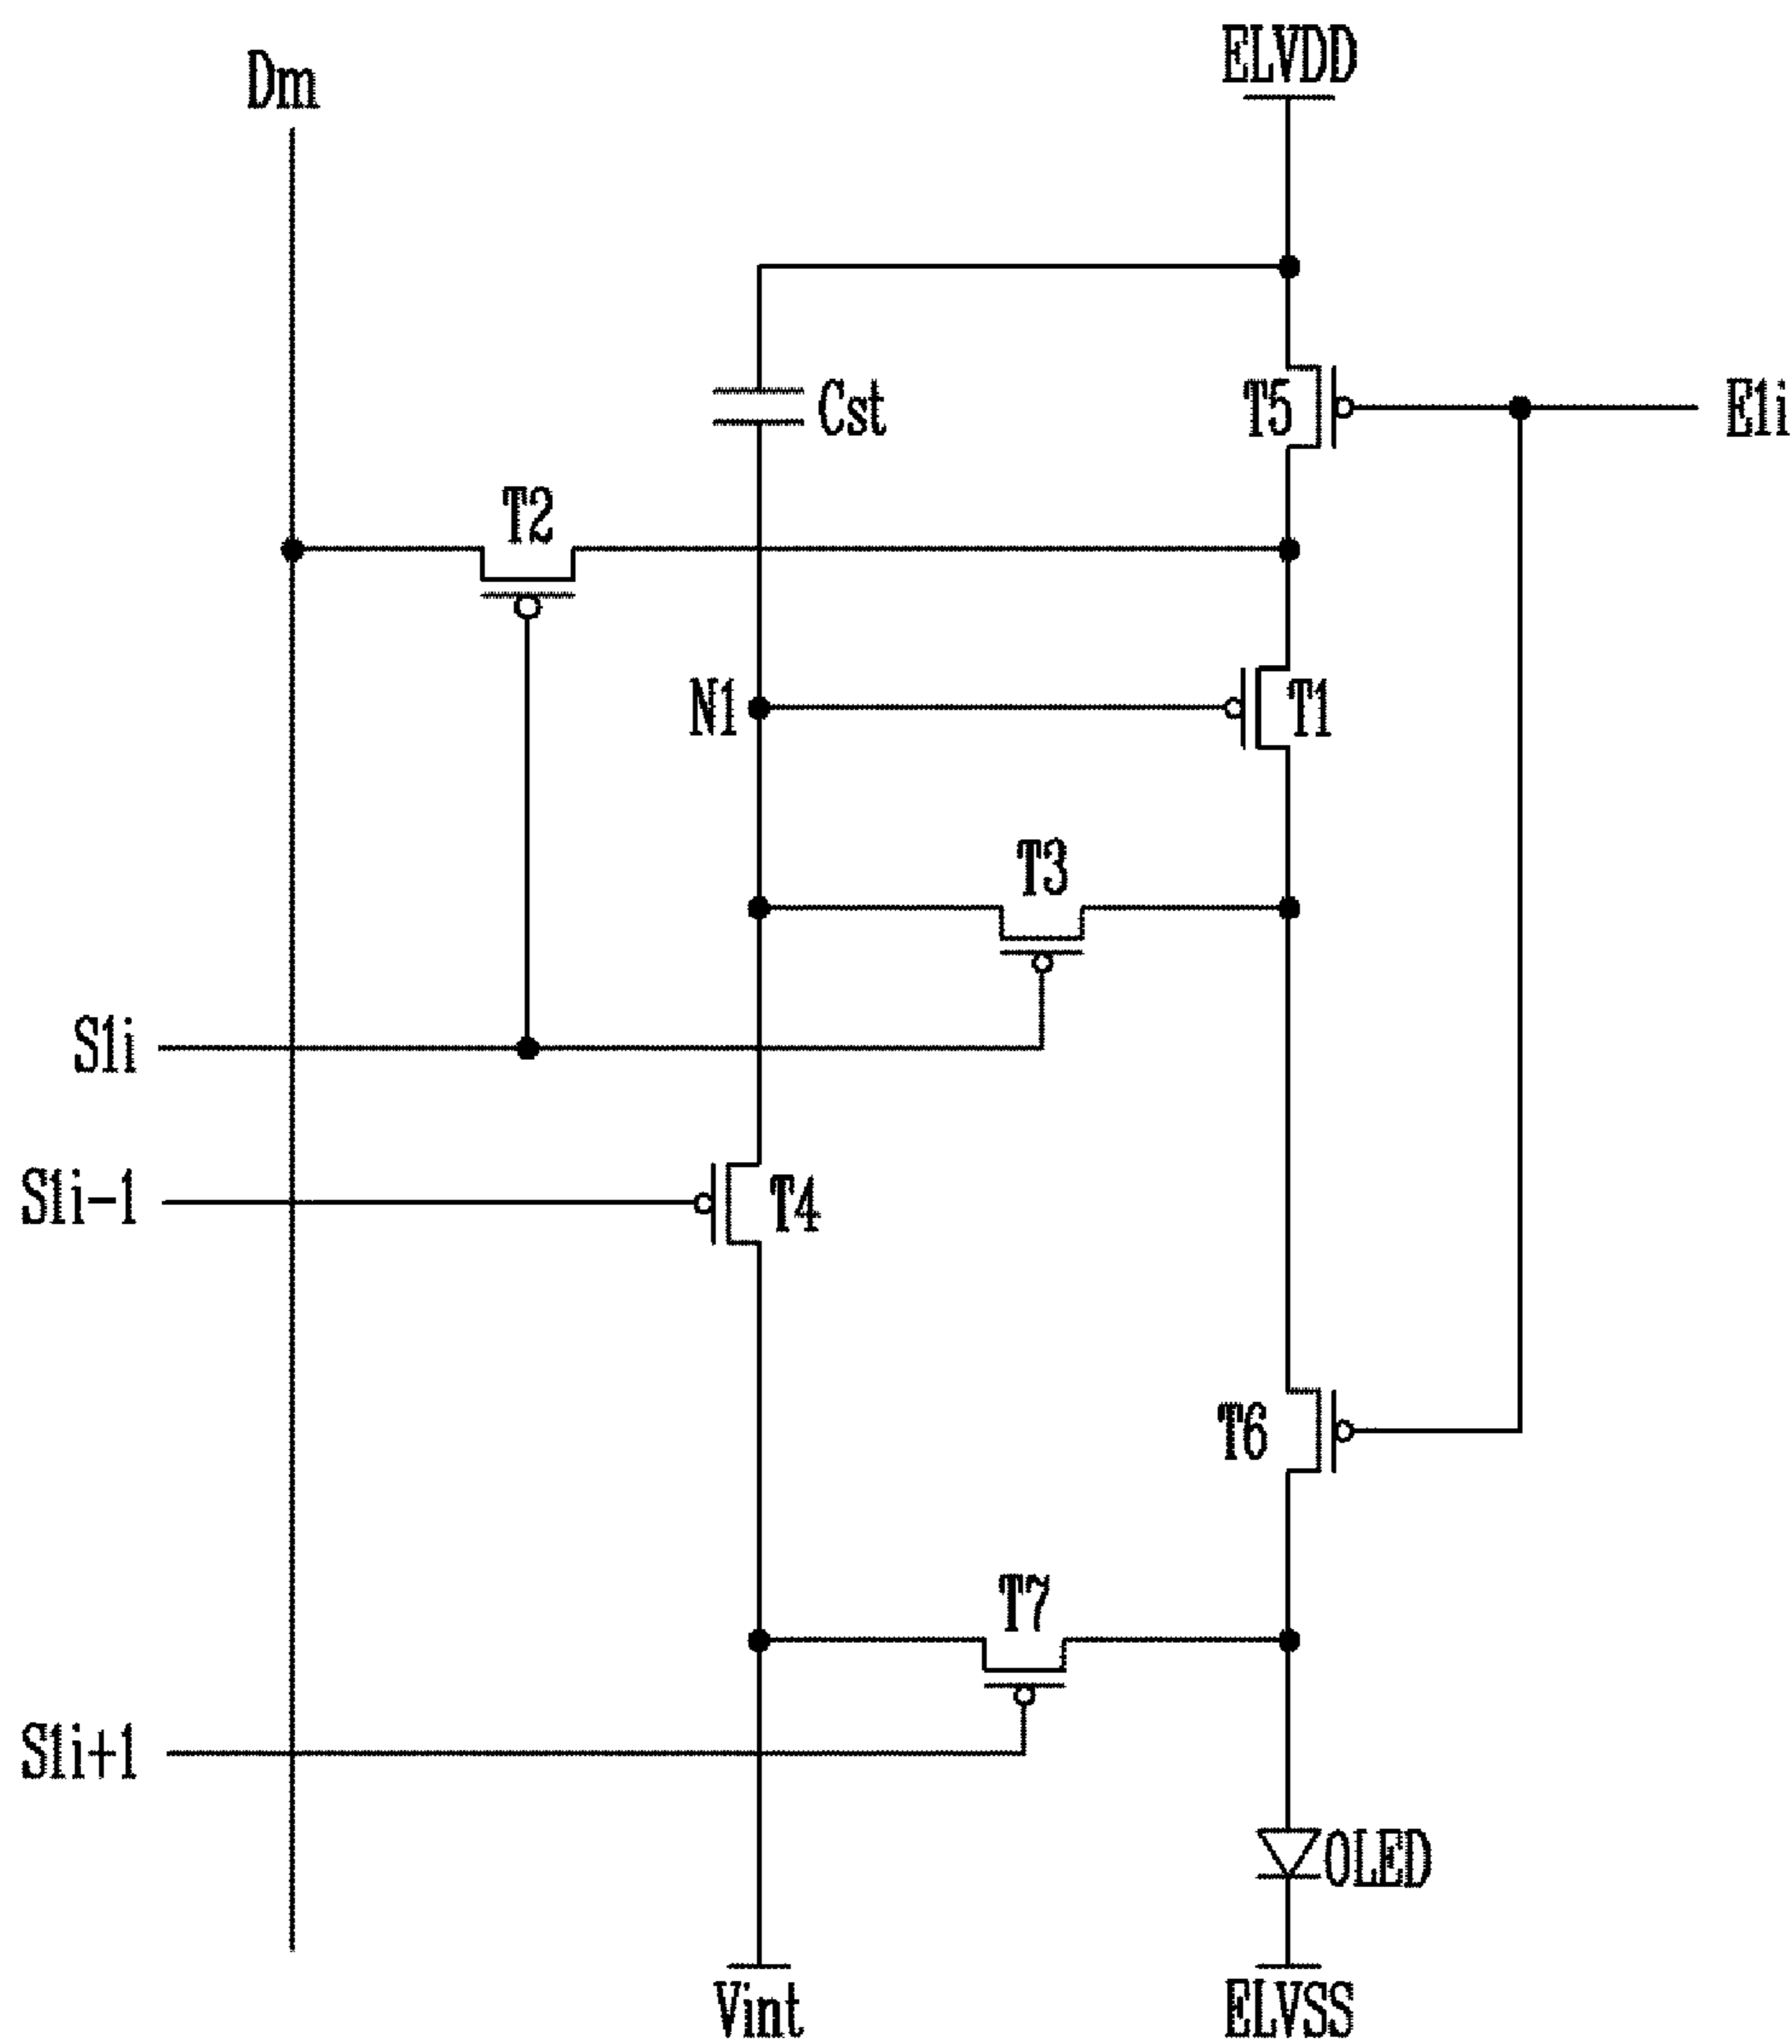 ELVDD
Dm
Cst
T5
E1i
T2
N1
T1
T3
S1i
S1i-1
T4
T6
T7
S1i+1
OLED
Vint
ELVSS